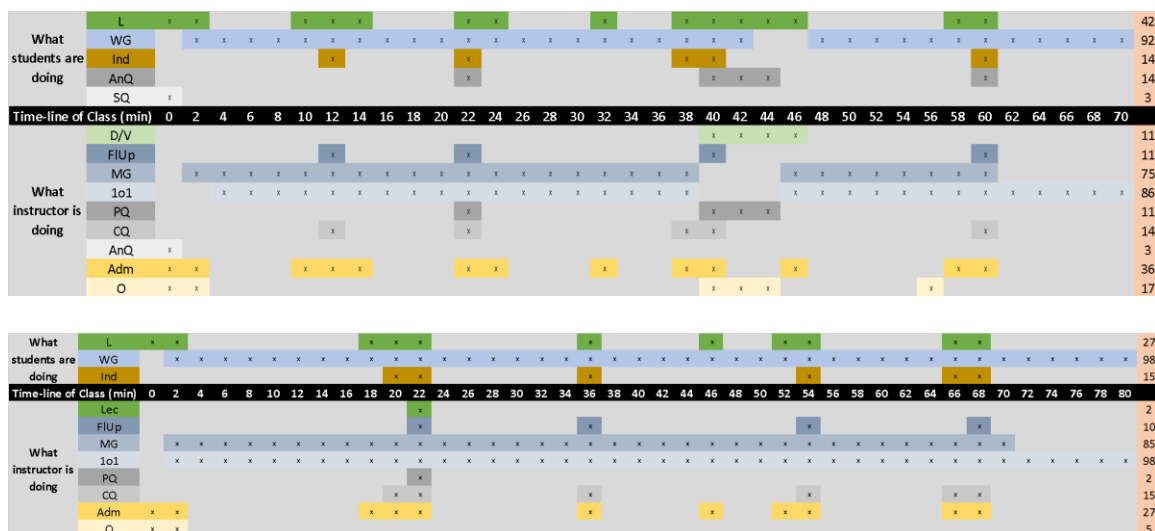 L x x x x x x x x x x x x x x x 42
What students are doing
WG x x x x x x x x x x x x x x x x x x x x x x x x x x x x x x x x x 92
Ind x x x x x 14
AnQ x x x x x 14
SQ x 3
Time-line of Class (min) 0 2 4 6 8 10 12 14 16 18 20 22 24 26 28 30 32 34 36 38 40 42 44 46 48 50 52 54 56 58 60 62 64 66 68 70
D/V x x x x 11
FlUp x x x x 11
MG x x x x x x x x x x x x x x x x x x x x x x x x x x x 75
What instructor is doing
1o1 x x x x x x x x x x x x x x x x x x x x x x x x x x x x x x x 86
PQ x x x x 11
CQ x x x x x 14
AnQ x 3
Adm x x x x x x x x x x x x x 36
O x x x x x x 17
What students are doing
L x x x x x x x x x x x 27
WG x x x x x x x x x x x x x x x x x x x x x x x x x x x x x x x x x x x x x x x x 98
Ind x x x x x x 15
Time-line of Class (min) 0 2 4 6 8 10 12 14 16 18 20 22 24 26 28 30 32 34 36 38 40 42 44 46 48 50 52 54 56 58 60 62 64 66 68 70 72 74 76 78 80
Lec x 2
FlUp x x x x 10
MG x x x x x x x x x x x x x x x x x x x x x x x x x x x x x x x x x x x 85
What instructor is doing
1o1 x x x x x x x x x x x x x x x x x x x x x x x x x x x x x x x x x x x x x x x x 98
PQ x 2
CQ x x x x x x 15
Adm x x x x x x x x x x x 27
O x x 5